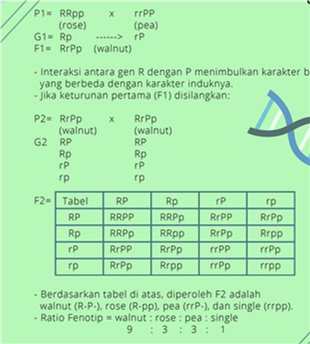 P1= RRpp x rrPP
(rose) (pea)
G1= Rp ------> rP
F1= RrPp (walnut)
- Interaksi antara gen R dengan P menimbulkan karakter
yang berbeda dengan karakter induknya.
- Jika keturunan pertama (F1) disilangkan:
P2= RrPp x RrPp
(walnut) (walnut)
G2 RP RP
Rp Rp
rP rP
rp rp
F2= Tabel RP Rp rP rp
RP RRPP RRPp RrPP RrPp
Rp RRPp RRpp RrPp Rrpp
rP RrPP RrPp rrPP rrPp
rp RrPp Rrpp rrPp rrpp
- Berdasarkan tabel di atas, diperoleh F2 adalah
walnut (R-P-), rose (R-pp), pea (rrP-), dan single (rrpp).
- Ratio Fenotip = walnut : rose : pea : single
9 : 3 : 3 : 1